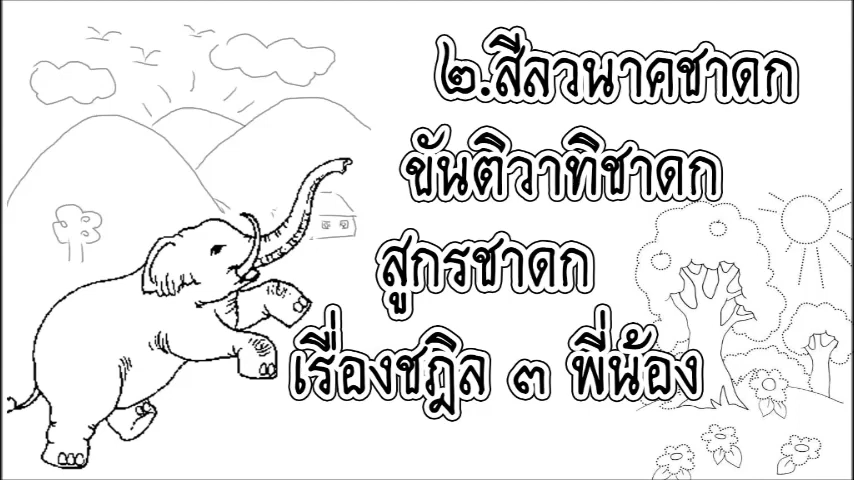 ๒.สีลวนาคชาดก
ขันติวาทิชาดก
สูกรชาดก
เรื่องชฎิล ๓ พี่น้อง